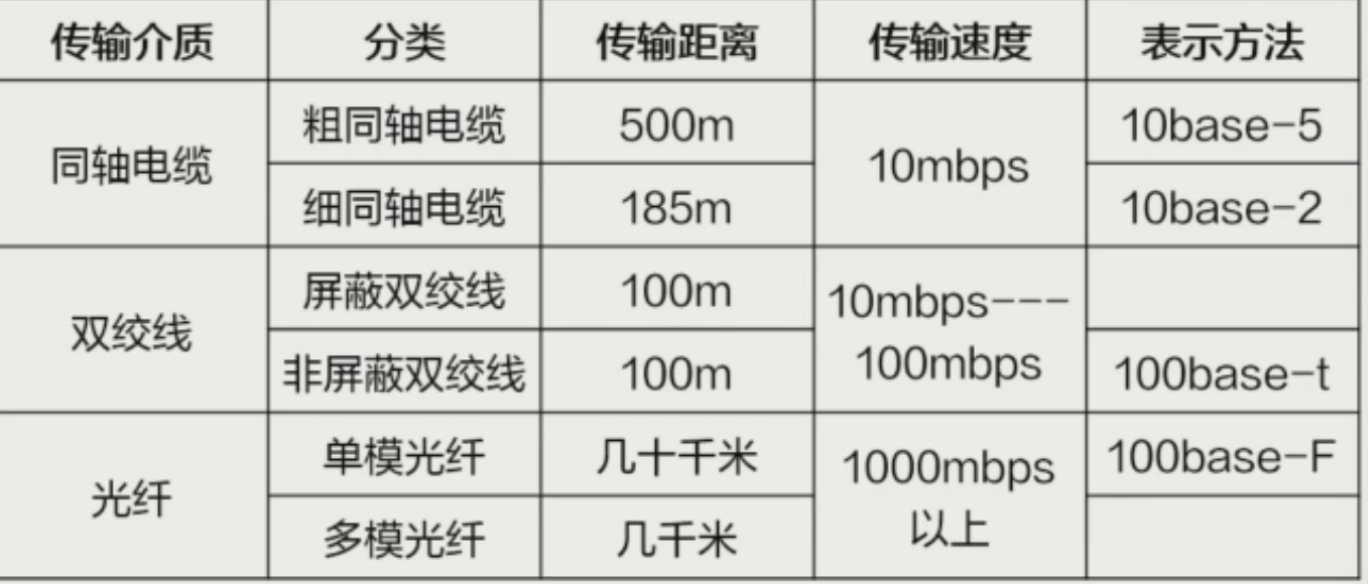 传输介质 分类 传输距离 传输速度 表示方法
同轴电缆 粗同轴电缆 500m 10mbps 10base-5
细同轴电缆 185m 10base-2
双绞线 屏蔽双绞线 100m 10mbps---
100mbps
非屏蔽双绞线 100m 100base-t
光纤 单模光纤 几十千米 1000mbps
以上 100base-F
多模光纤 几千米